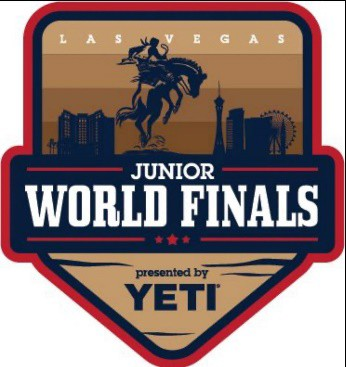 LAS VEGAS
JUNIOR
WORLD FINALS
presented by
YETI